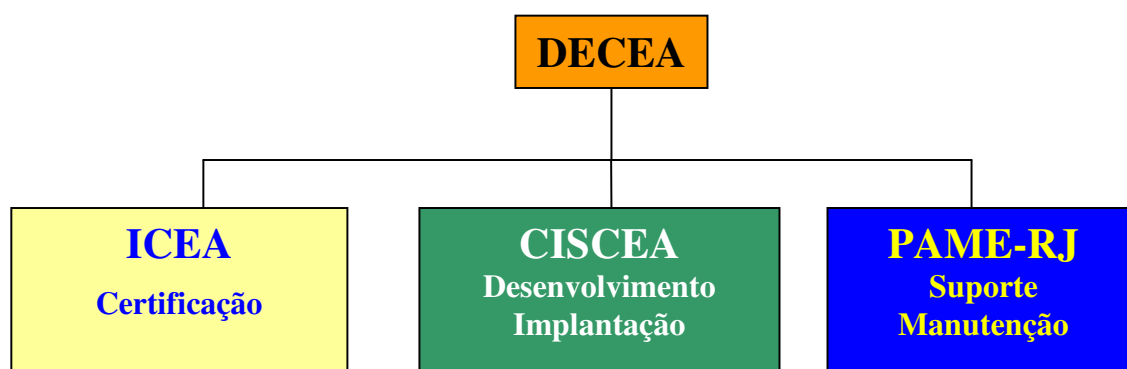 DECEA
ICEA
Certificação
CISCEA
Desenvolvimento
Implantação
PAME-RJ
Suporte
Manutenção